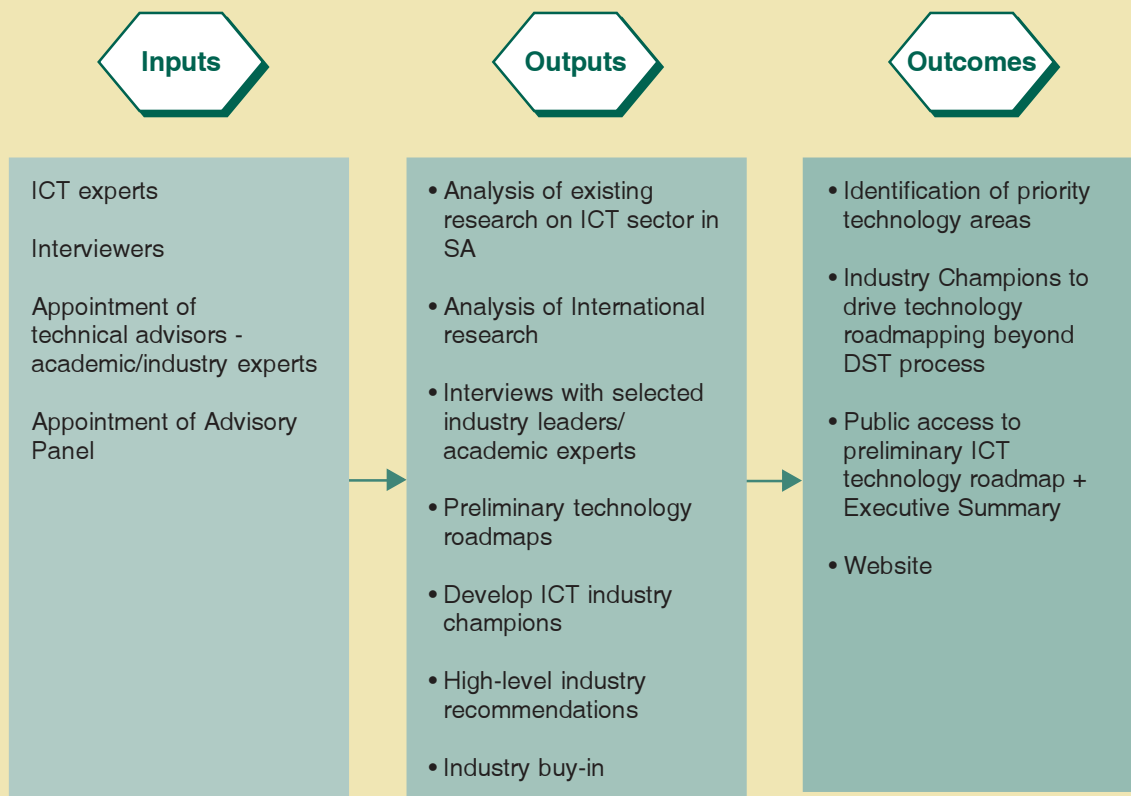 Inputs
Outputs
Outcomes
ICT experts
Interviewers
Appointment of
technical advisors -
academic/industry experts
Appointment of Advisory
Panel
• Analysis of existing
research on ICT sector in
SA
• Analysis of International
research
• Interviews with selected
industry leaders/
academic experts
• Preliminary technology
roadmaps
• Develop ICT industry
champions
• High-level industry
recommendations
• Industry buy-in
• Identification of priority
technology areas
• Industry Champions to
drive technology
roadmapping beyond
DST process
• Public access to
preliminary ICT
technology roadmap +
Executive Summary
• Website